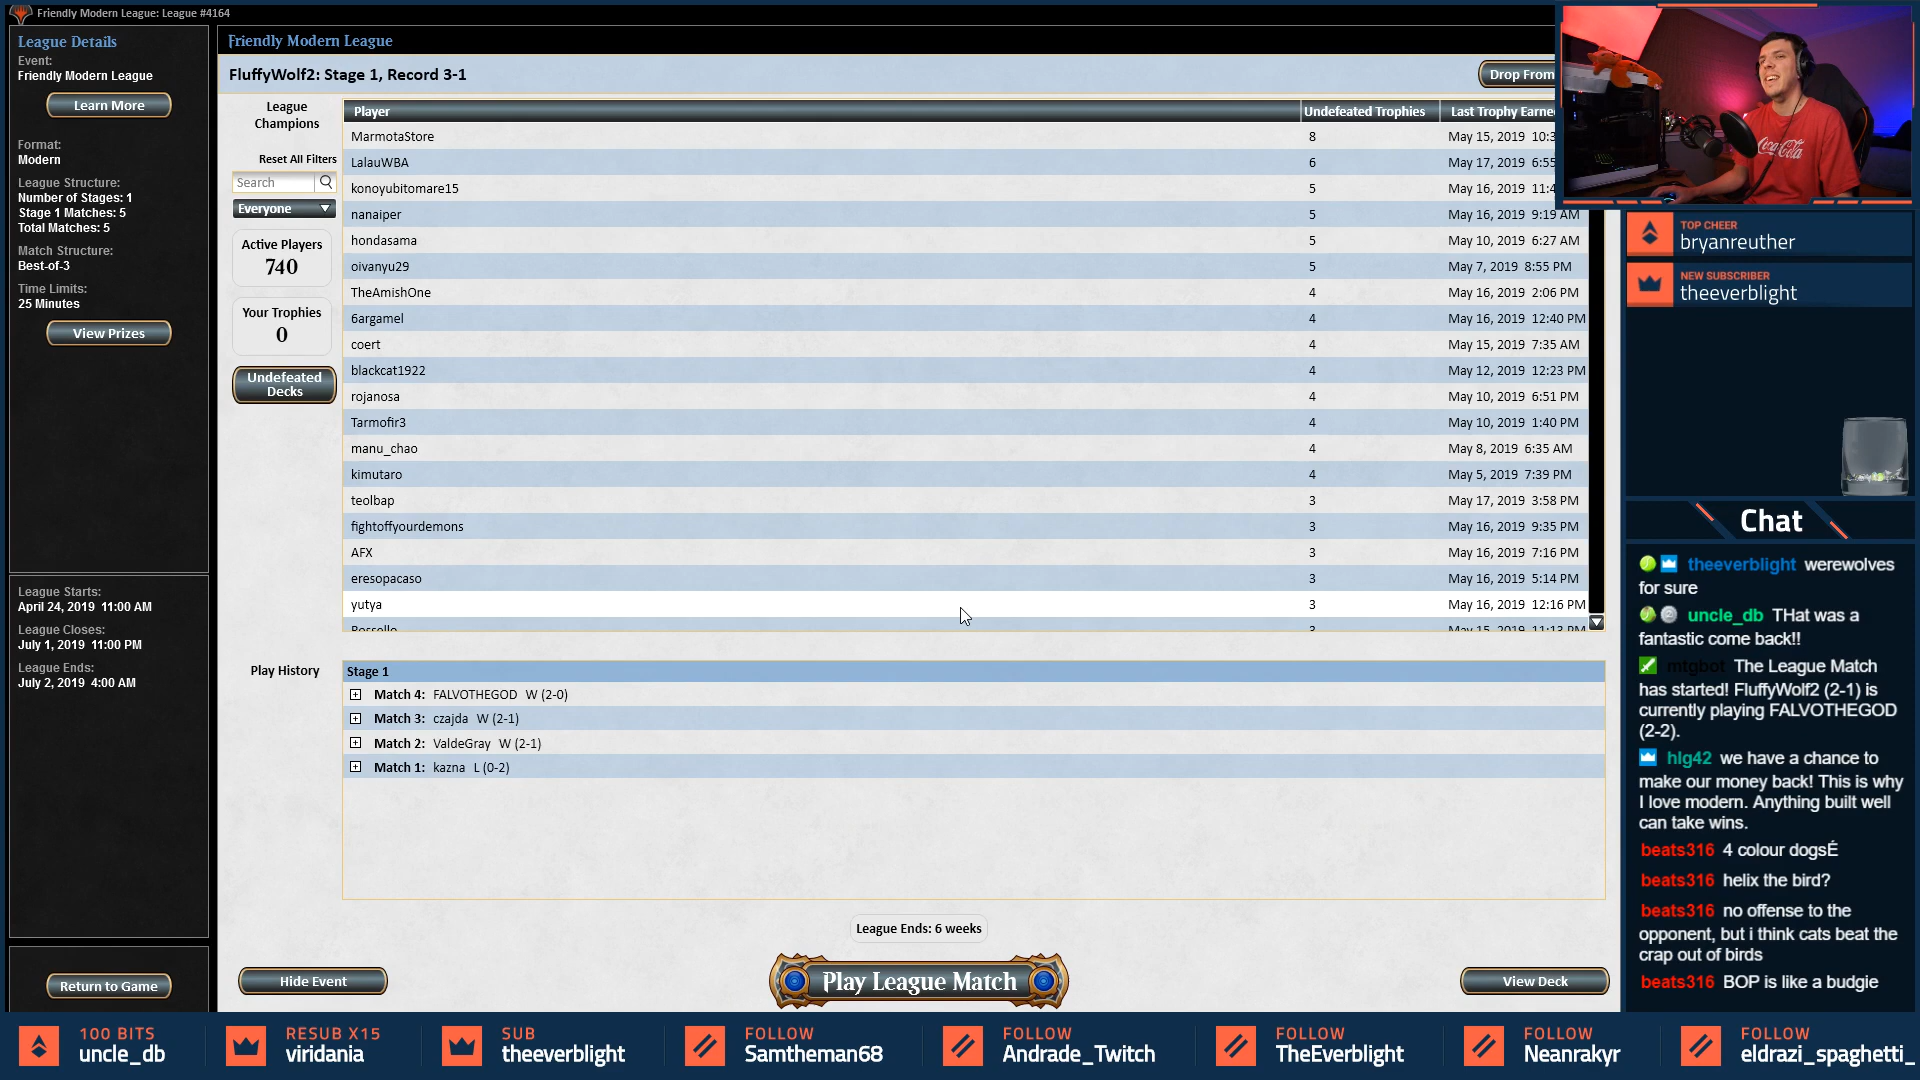 Friendly Modern League: League #4164
League Details
Event:
Friendly Modern League
Learn More
Format:
Modern
League Structure:
Number of Stages: 1
Stage 1 Matches: 5
Total Matches: 5
Match Structure:
Best-of-3
Time Limits:
25 Minutes
View Prizes
League Starts:
April 24, 2019 11:00 AM
League Closes:
July 1, 2019 11:00 PM
League Ends:
July 2, 2019 4:00 AM
Return to Game
Friendly Modern League
FluffyWolf2: Stage 1, Record 3-1
Drop From
League
Champions
Reset All Filters
Search
Everyone
Active Players
740
Your Trophies
0
Undefeated
Decks
Player Undefeated Trophies Last Trophy Earne
MarmotaStore 8 May 15, 2019 10:3
LalauWBA 6 May 17, 2019 6:55
konoyubitomare15 5 May 16, 2019 11:4
nanaiper 5 May 16, 2019 9:19 AM
hondasama 5 May 10, 2019 6:27 AM
oivanyu29 5 May 7, 2019 8:55 PM
TheAmishOne 4 May 16, 2019 2:06 PM
6argamel 4 May 16, 2019 12:40 PM
coert 4 May 15, 2019 7:35 AM
blackcat1922 4 May 12, 2019 12:23 PM
rojanosa 4 May 10, 2019 6:51 PM
Tarmofir3 4 May 10, 2019 1:40 PM
manu_chao 4 May 8, 2019 6:35 AM
kimutaro 4 May 5, 2019 7:39 PM
teolbap 3 May 17, 2019 3:58 PM
fightoffyourdemons 3 May 16, 2019 9:35 PM
AFX 3 May 16, 2019 7:16 PM
eresopacaso 3 May 16, 2019 5:14 PM
yutya 3 May 16, 2019 12:16 PM
3 May 15, 2019 11:13 PM
Play History
Stage 1
Match 4: FALVOTHEGOD W (2-0)
Match 3: czajda W (2-1)
Match 2: ValdeGray W (2-1)
Match 1: kazna L (0-2)
League Ends: 6 weeks
Hide Event
Play League Match
View Deck
Coca-Cola
TOP CHEER
bryanreuther
NEW SUBSCRIBER
theeverblight
Chat
theeverblight werewolves
for sure
uncle_db THat was a
fantastic come back!!
mtgbot The League Match
has started! FluffyWolf2 (2-1) is
currently playing FALVOTHEGOD
(2-2).
hlg42 we have a chance to
make our money back! This is why
I love modern. Anything built well
can take wins.
beats316 4 colour dogsÉ
beats316 helix the bird?
beats316 no offense to the
opponent, but i think cats beat the
crap out of birds
beats316 BOP is like a budgie
100 BITS
uncle_db
RESUB X15
viridania
SUB
theeverblight
FOLLOW
Samtheman68
FOLLOW
Andrade_Twitch
FOLLOW
TheEverblight
FOLLOW
Neanrakyr
FOLLOW
eldrazi_spaghetti_